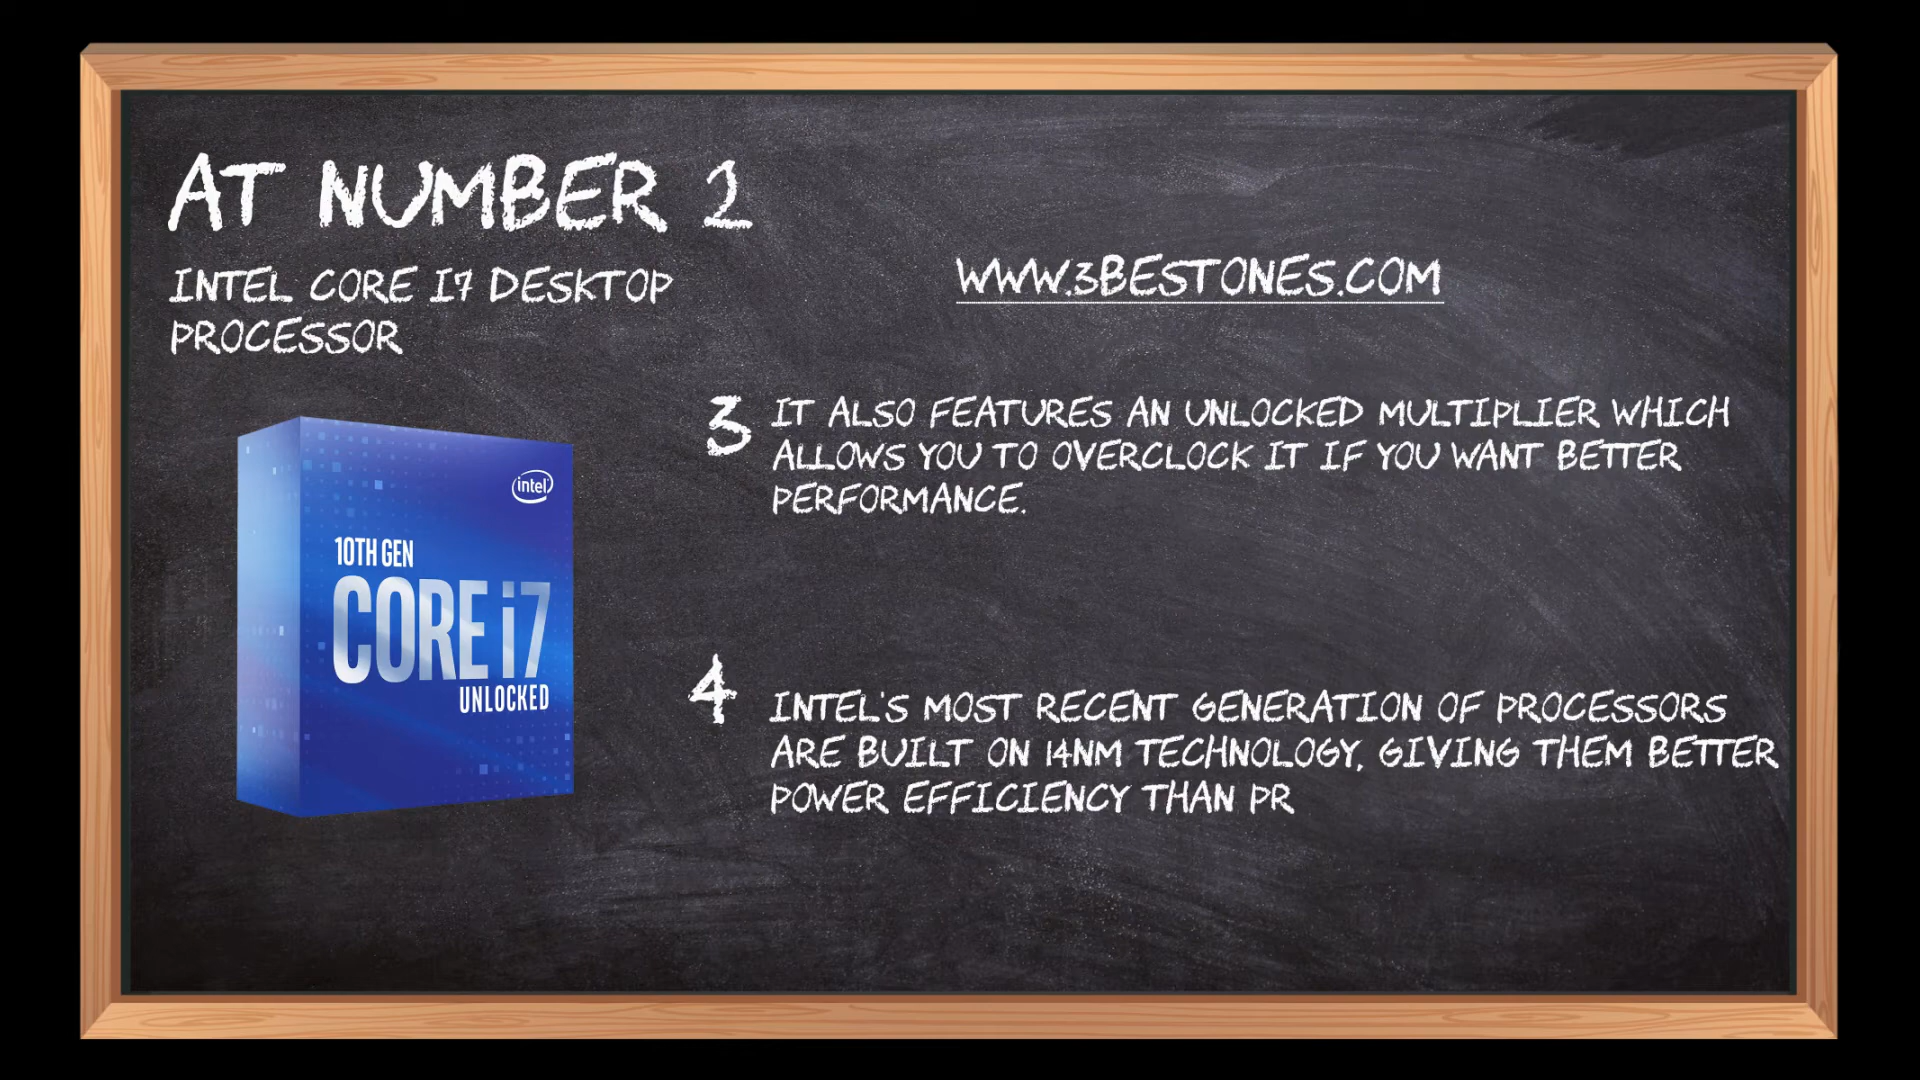 AT NUMBER 2
INTEL CORE I7 DESKTOP
PROCESSOR
WWW.3BESTONES.COM
3
IT ALSO FEATURES AN UNLOCKED MULTIPLIER WHICH
ALLOWS YOU TO OVERCLOCK IT IF YOU WANT BETTER
PERFORMANCE.
intel
10TH GEN
CORE i7
UNLOCKED
4
INTEL'S MOST RECENT GENERATION OF PROCESSORS
ARE BUILT ON 14NM TECHNOLOGY, GIVING THEM BETTER
POWER EFFICIENCY THAN PR